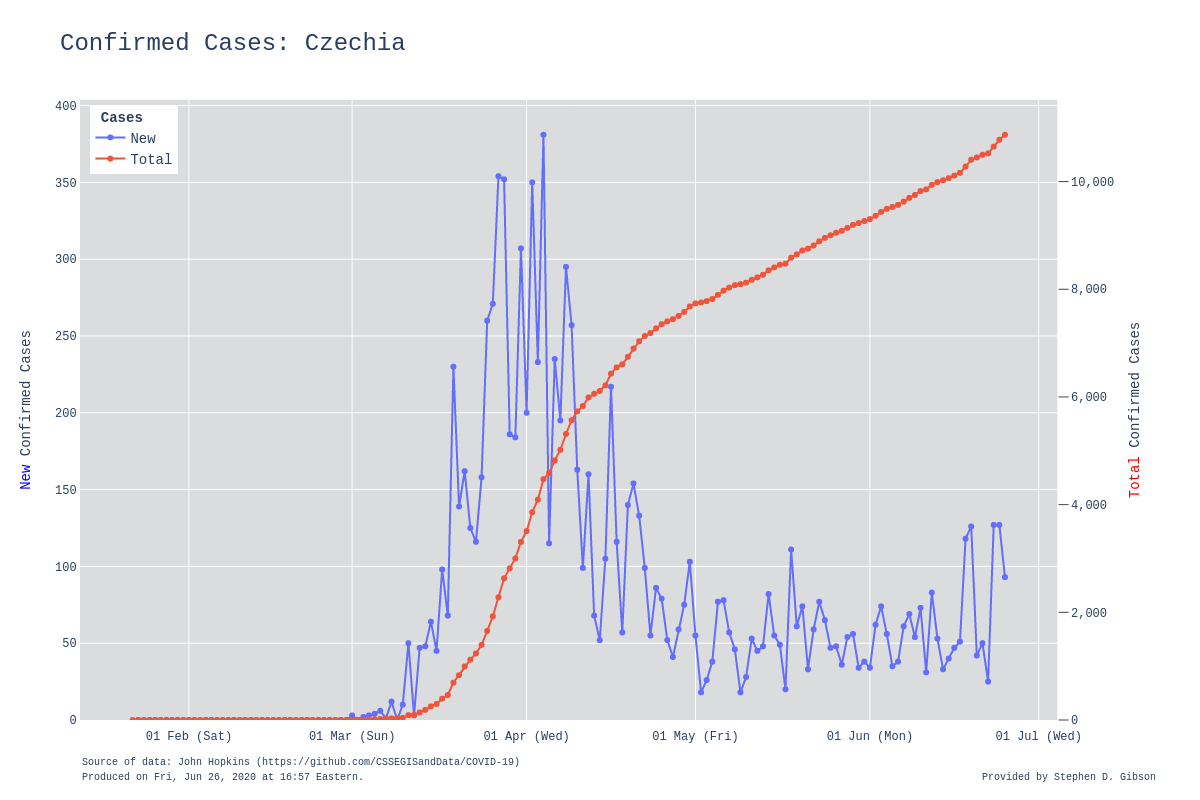 Confirmed Cases: Czechia
Cases
New
Total
400
350
300
250
200
150
100
50
0
10,000
8,000
6,000
4,000
2,000
0
New Confirmed Cases
Total Confirmed Cases
01 Feb (Sat) 01 Mar (Sun) 01 Apr (Wed) 01 May (Fri) 01 Jun (Mon) 01 Jul (Wed)
Source of data: John Hopkins (https://github.com/CSSEGISandData/COVID-19)
Produced on Fri, Jun 26, 2020 at 16:57 Eastern.
Provided by Stephen D. Gibson